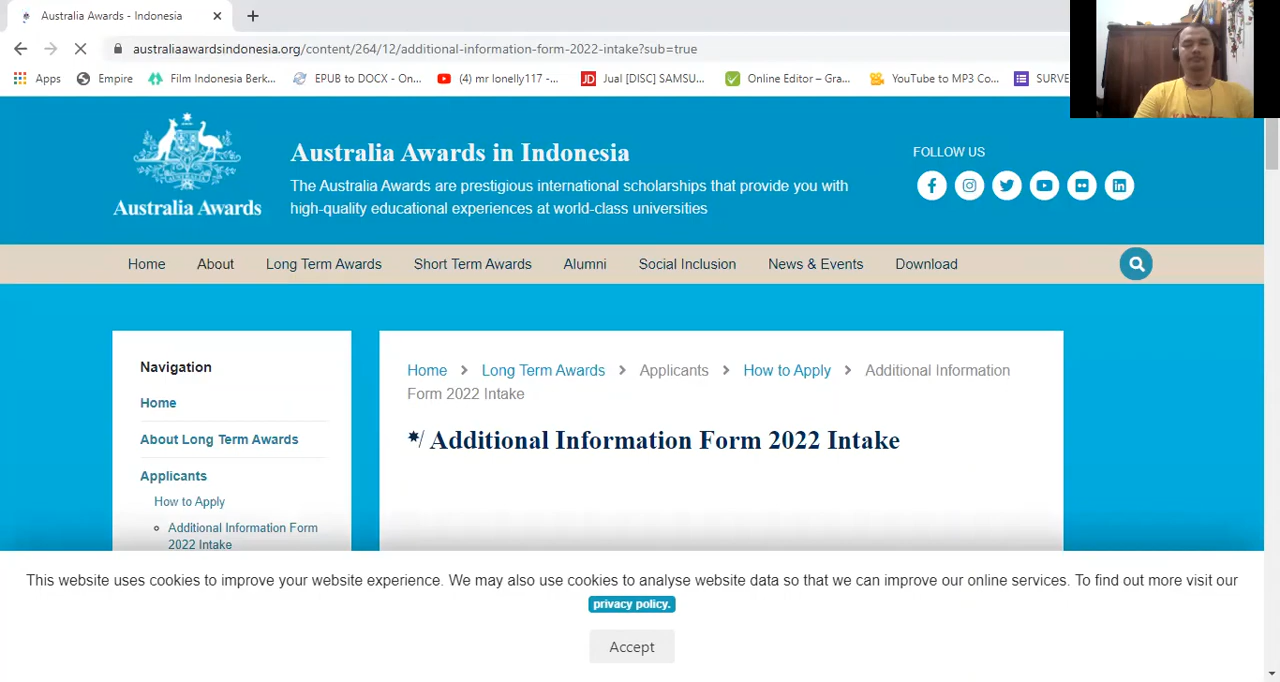 Australia Awards - Indonesia
australiaawardsindonesia.org/content/264/12/additional-information-form-2022-intake?sub=true
Apps Empire Film Indonesia Berk... EPUB to DOCX - On... (4) mr lonelly117 -... JD Jual [DISC] SAMSU... Online Editor – Gra... YouTube to MP3 Co... SURVE
Australia Awards
Australia Awards in Indonesia
The Australia Awards are prestigious international scholarships that provide you with
high-quality educational experiences at world-class universities
FOLLOW US
Home About Long Term Awards Short Term Awards Alumni Social Inclusion News & Events Download
Navigation
Home
About Long Term Awards
Applicants
How to Apply
Additional Information Form
2022 Intake
Home > Long Term Awards > Applicants > How to Apply > Additional Information
Form 2022 Intake
Additional Information Form 2022 Intake
This website uses cookies to improve your website experience. We may also use cookies to analyse website data so that we can improve our online services. To find out more visit our
privacy policy.
Accept